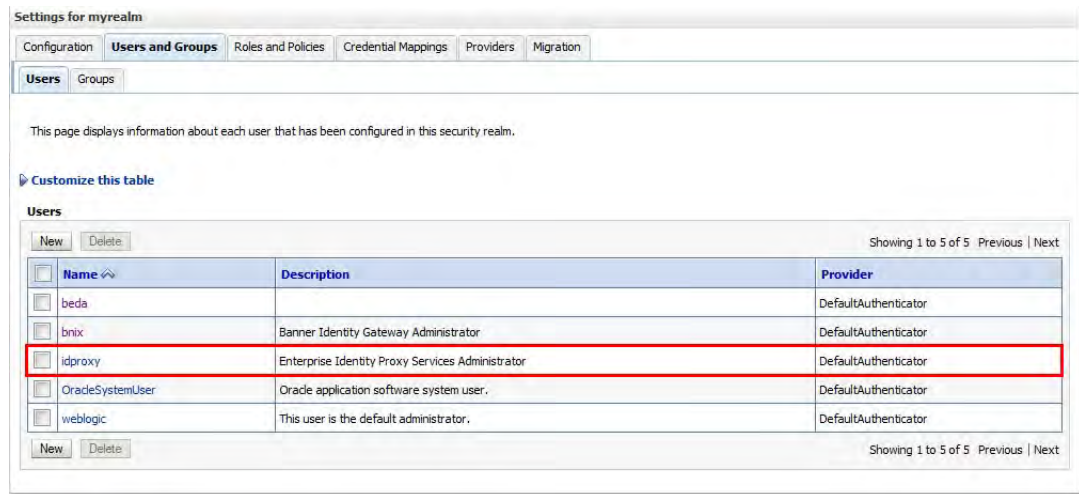 Settings for myrealm
Configuration Users and Groups Roles and Policies Credential Mappings Providers Migration
Users Groups
This page displays information about each user that has been configured in this security realm.
Customize this table
Users
New Delete Showing 1 to 5 of 5 Previous | Next
Name Description Provider
beda DefaultAuthenticator
bnix Banner Identity Gateway Administrator DefaultAuthenticator
idproxy Enterprise Identity Proxy Services Administrator DefaultAuthenticator
OracleSystemUser Oracle application software system user. DefaultAuthenticator
weblogic This user is the default administrator. DefaultAuthenticator
New Delete Showing 1 to 5 of 5 Previous | Next